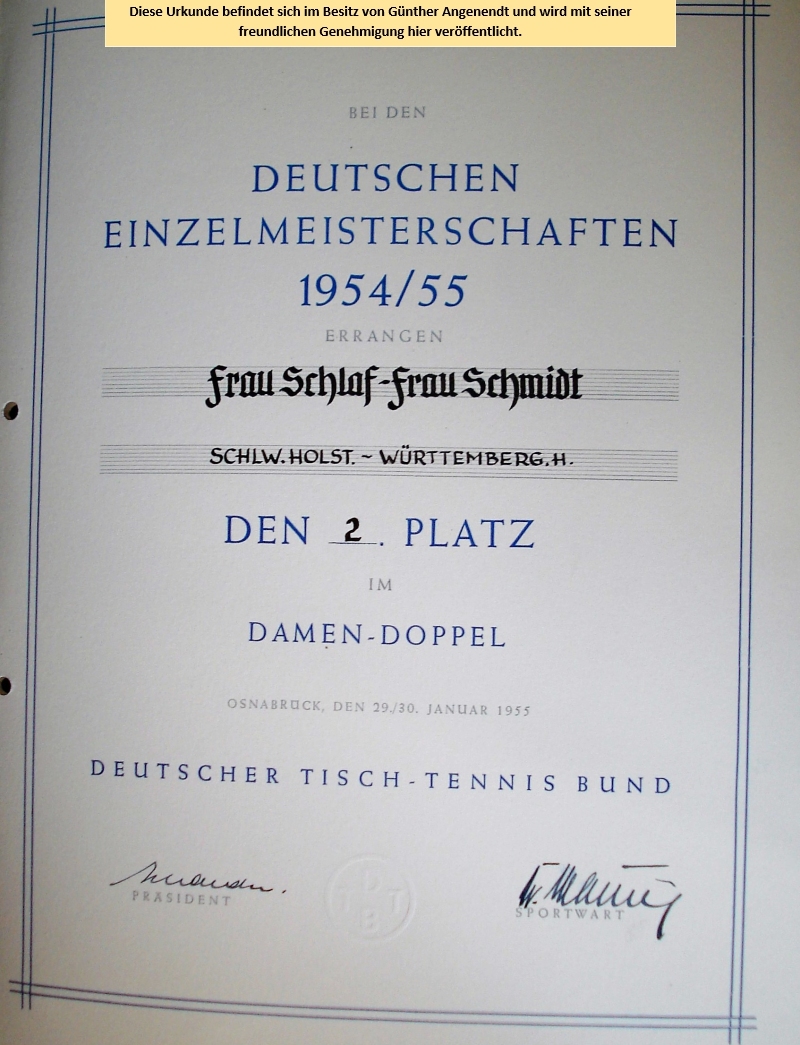 Diese Urkunde befindet sich im Besitz von Günther Angenendt und wird mit seiner
freundlichen Genehmigung hier veröffentlicht.
BEI DEN
DEUTSCHEN
EINZELMEISTERSCHAFTEN
1954/55
ERRANGEN
Frau Schlaf-Frau Schmidt
SCHLW. HOLST. ~ WÜRTTEMBERG. H.
DEN 2. PLATZ
IM
DAMEN-DOPPEL
OSNABRÜCK, DEN 29./30. JANUAR 1955
DEUTSCHER TISCH-TENNIS BUND
PRÄSIDENT
SPORTWART
DTTB